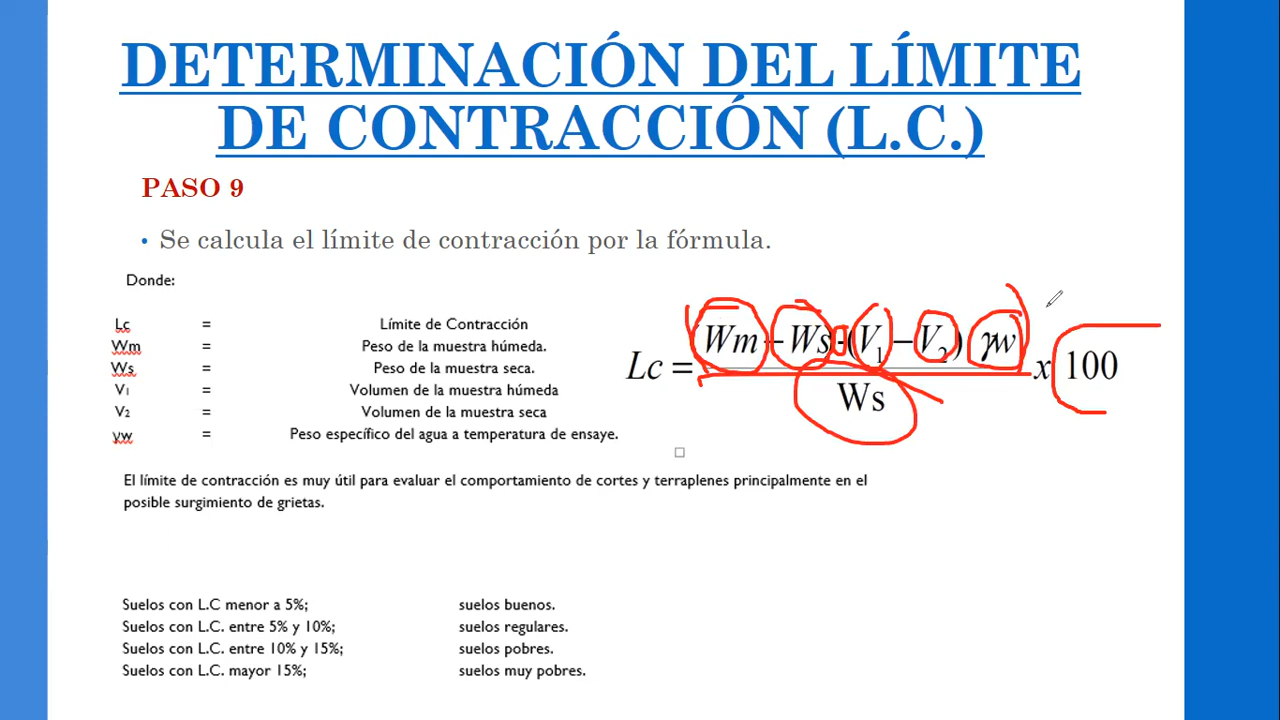 DETERMINACIÓN DEL LÍMITE
DE CONTRACCIÓN (L.C.)
PASO 9
• Se calcula el límite de contracción por la fórmula.
Donde:
Lc = Límite de Contracción
Wm = Peso de la muestra húmeda.
Ws = Peso de la muestra seca.
V₁ = Volumen de la muestra húmeda
V₂ = Volumen de la muestra seca
γw = Peso específico del agua a temperatura de ensaye.
Wm – Ws - (V₁ – V₂) γw
Lc = x 100
Ws
El límite de contracción es muy útil para evaluar el comportamiento de cortes y terraplenes principalmente en el
posible surgimiento de grietas.
Suelos con L.C menor a 5%; suelos buenos.
Suelos con L.C. entre 5% y 10%; suelos regulares.
Suelos con L.C. entre 10% y 15%; suelos pobres.
Suelos con L.C. mayor 15%; suelos muy pobres.